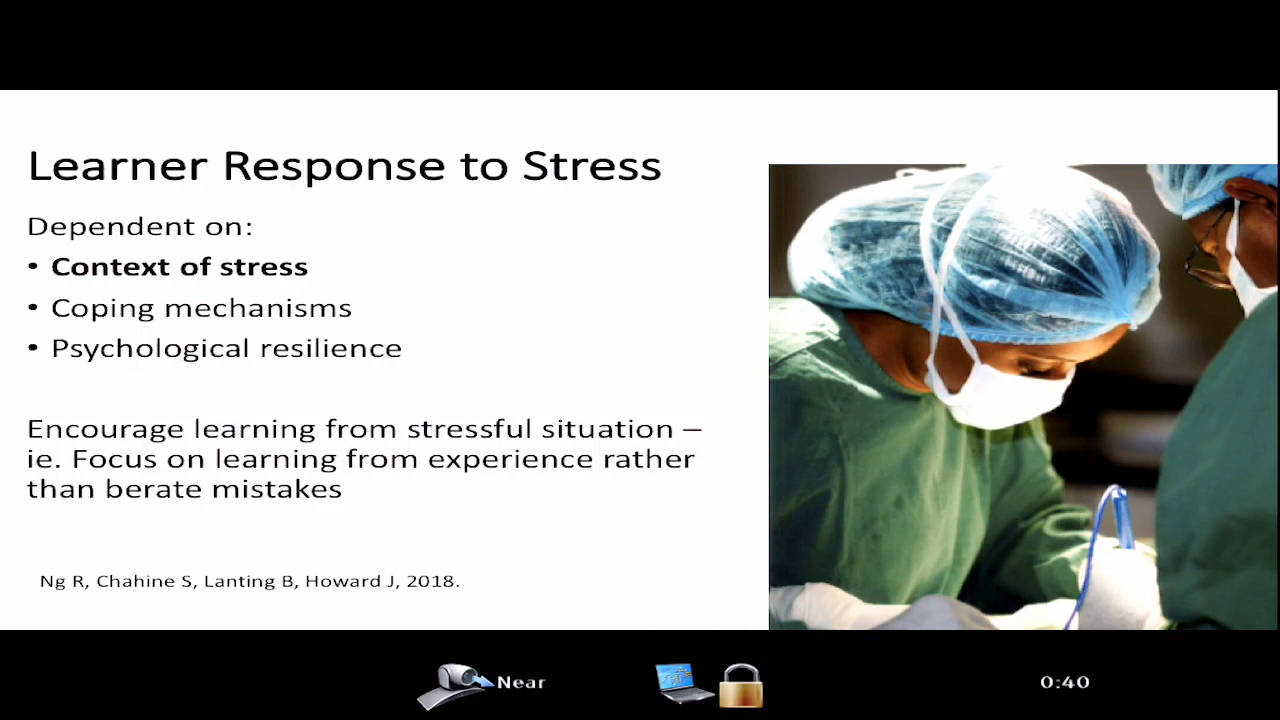 Learner Response to Stress
Dependent on:
• Context of stress
• Coping mechanisms
• Psychological resilience
Encourage learning from stressful situation –
ie. Focus on learning from experience rather
than berate mistakes
Ng R, Chahine S, Lanting B, Howard J, 2018.
Near
0:40